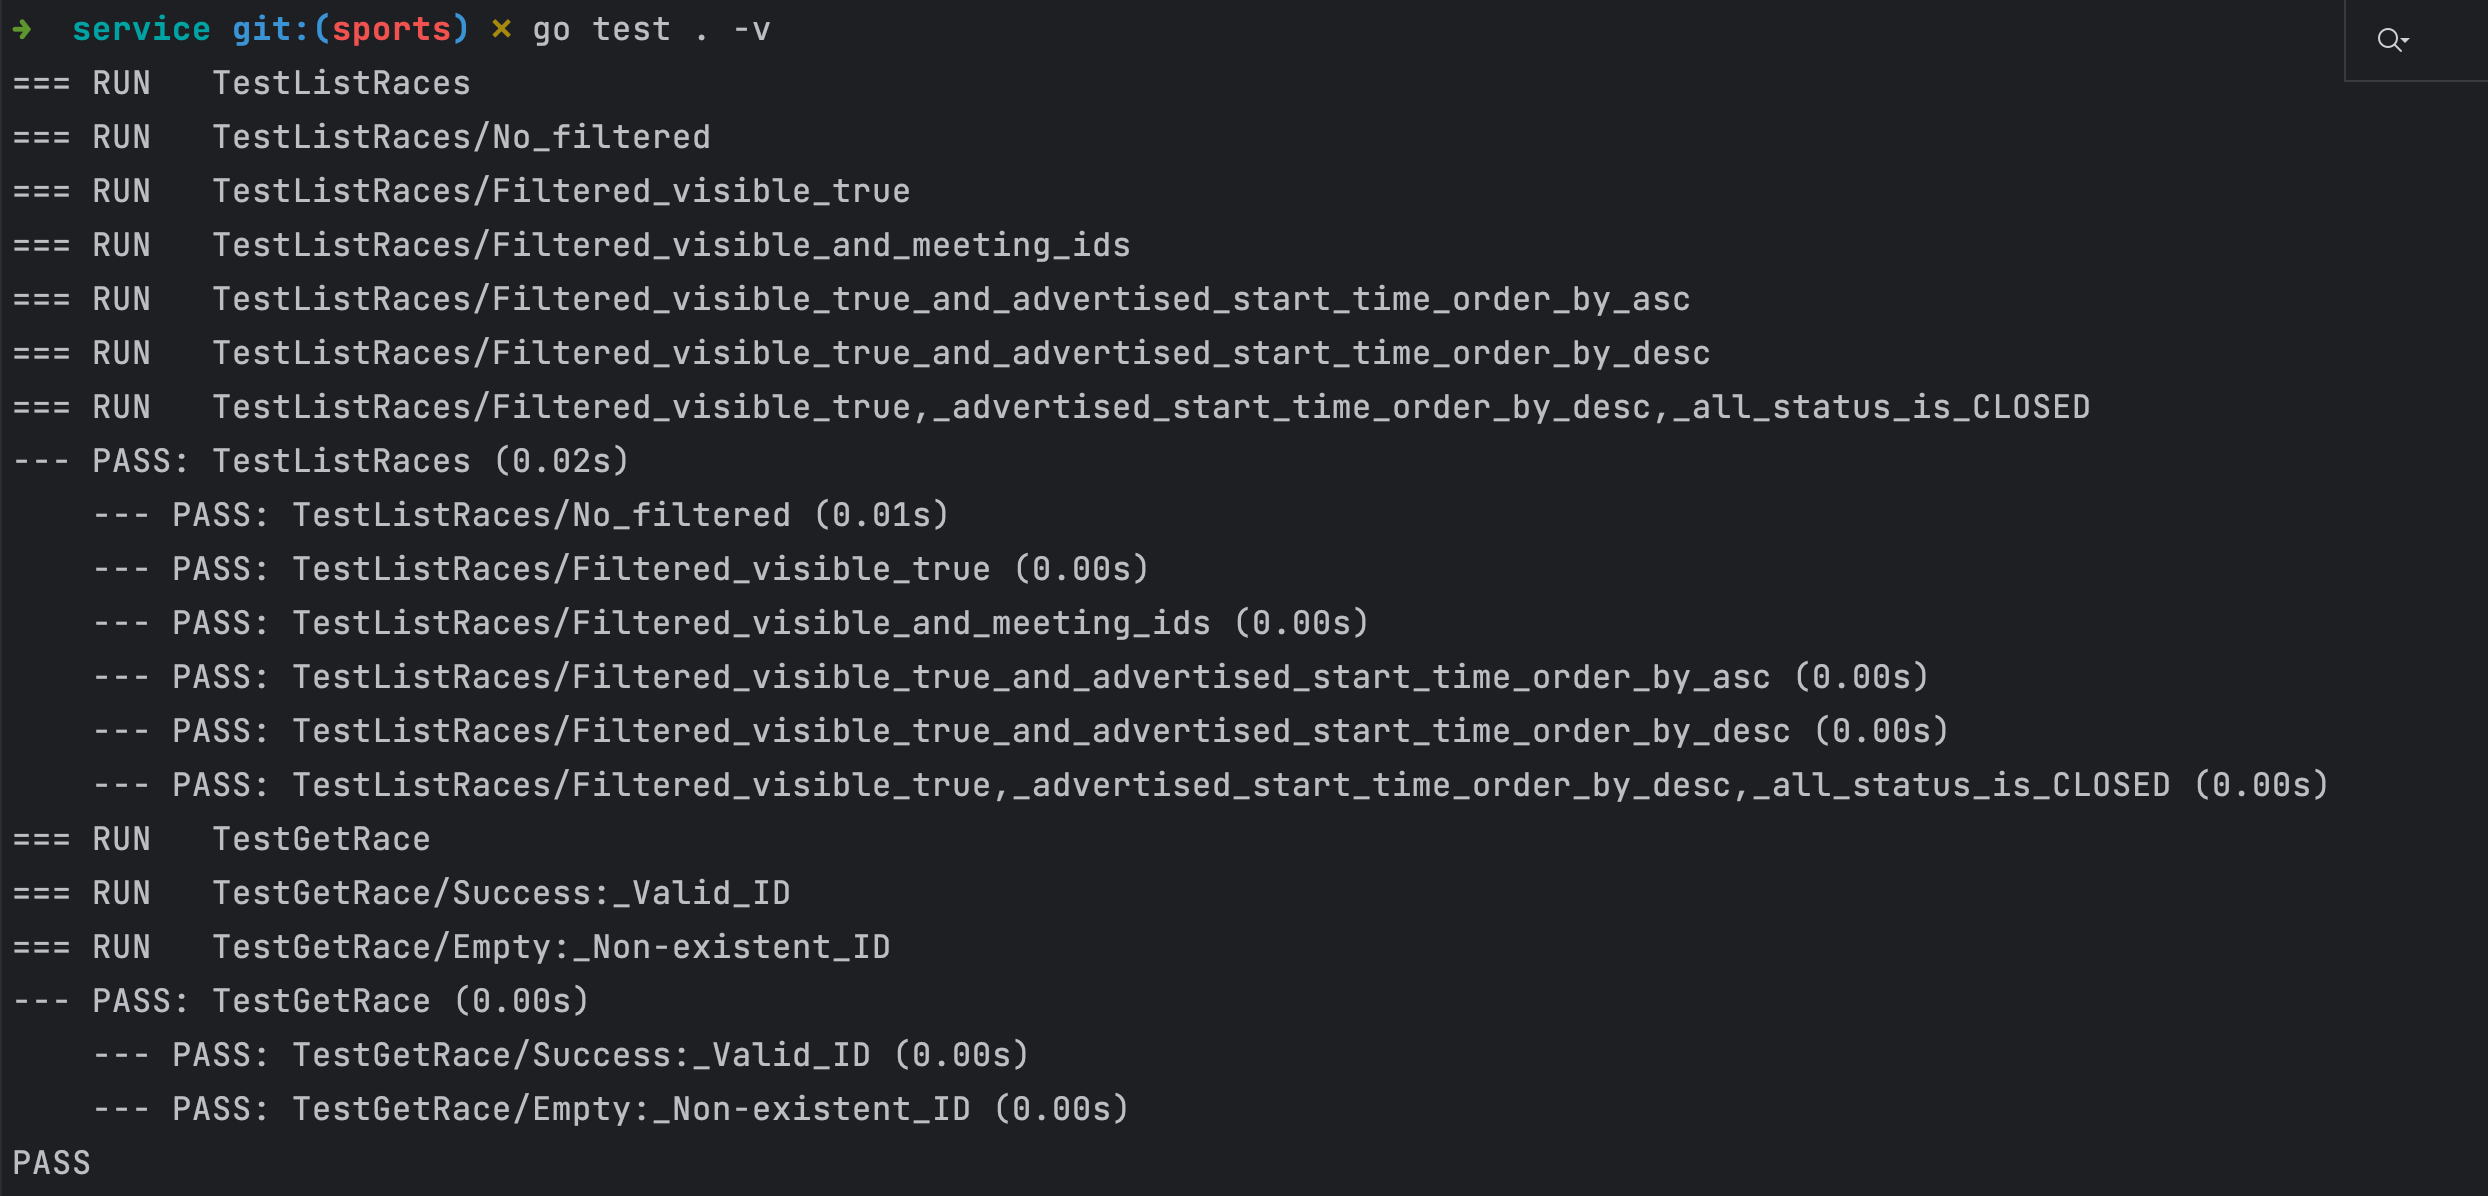 ➜  service git:(sports) ✗ go test . -v
=== RUN   TestListRaces
=== RUN   TestListRaces/No_filtered
=== RUN   TestListRaces/Filtered_visible_true
=== RUN   TestListRaces/Filtered_visible_and_meeting_ids
=== RUN   TestListRaces/Filtered_visible_true_and_advertised_start_time_order_by_asc
=== RUN   TestListRaces/Filtered_visible_true_and_advertised_start_time_order_by_desc
=== RUN   TestListRaces/Filtered_visible_true,_advertised_start_time_order_by_desc,_all_status_is_CLOSED
--- PASS: TestListRaces (0.02s)
    --- PASS: TestListRaces/No_filtered (0.01s)
    --- PASS: TestListRaces/Filtered_visible_true (0.00s)
    --- PASS: TestListRaces/Filtered_visible_and_meeting_ids (0.00s)
    --- PASS: TestListRaces/Filtered_visible_true_and_advertised_start_time_order_by_asc (0.00s)
    --- PASS: TestListRaces/Filtered_visible_true_and_advertised_start_time_order_by_desc (0.00s)
    --- PASS: TestListRaces/Filtered_visible_true,_advertised_start_time_order_by_desc,_all_status_is_CLOSED (0.00s)
=== RUN   TestGetRace
=== RUN   TestGetRace/Success:_Valid_ID
=== RUN   TestGetRace/Empty:_Non-existent_ID
--- PASS: TestGetRace (0.00s)
    --- PASS: TestGetRace/Success:_Valid_ID (0.00s)
    --- PASS: TestGetRace/Empty:_Non-existent_ID (0.00s)
PASS